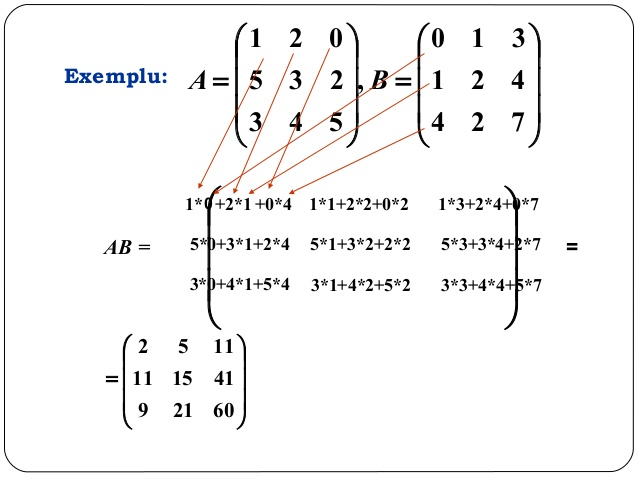 Exemplu: A = ( 1 2 0 ) , B = ( 0 1 3 )
5 3 2 1 2 4
3 4 5 4 2 7
1*0+2*1+0*4 1*1+2*2+0*2 1*3+2*4+0*7
AB = 5*0+3*1+2*4 5*1+3*2+2*2 5*3+3*4+2*7 =
3*0+4*1+5*4 3*1+4*2+5*2 3*3+4*4+5*7
2 5 11
= 11 15 41
9 21 60